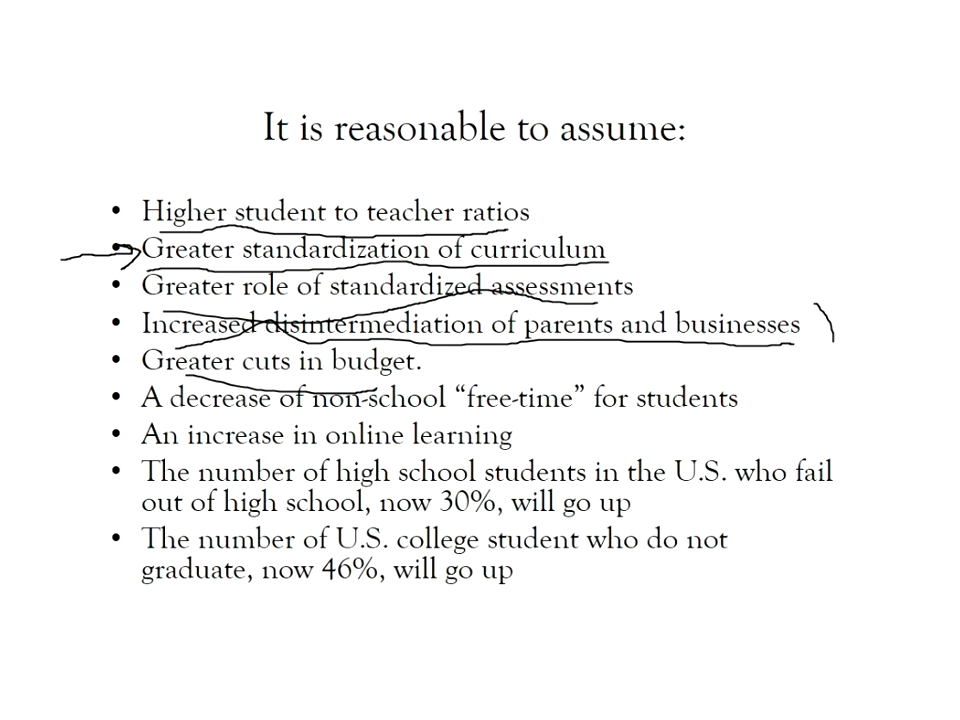 It is reasonable to assume:
• Higher student to teacher ratios
• Greater standardization of curriculum
• Greater role of standardized assessments
• Increased disintermediation of parents and businesses
• Greater cuts in budget.
• A decrease of non-school “free-time” for students
• An increase in online learning
• The number of high school students in the U.S. who fail
out of high school, now 30%, will go up
• The number of U.S. college student who do not
graduate, now 46%, will go up